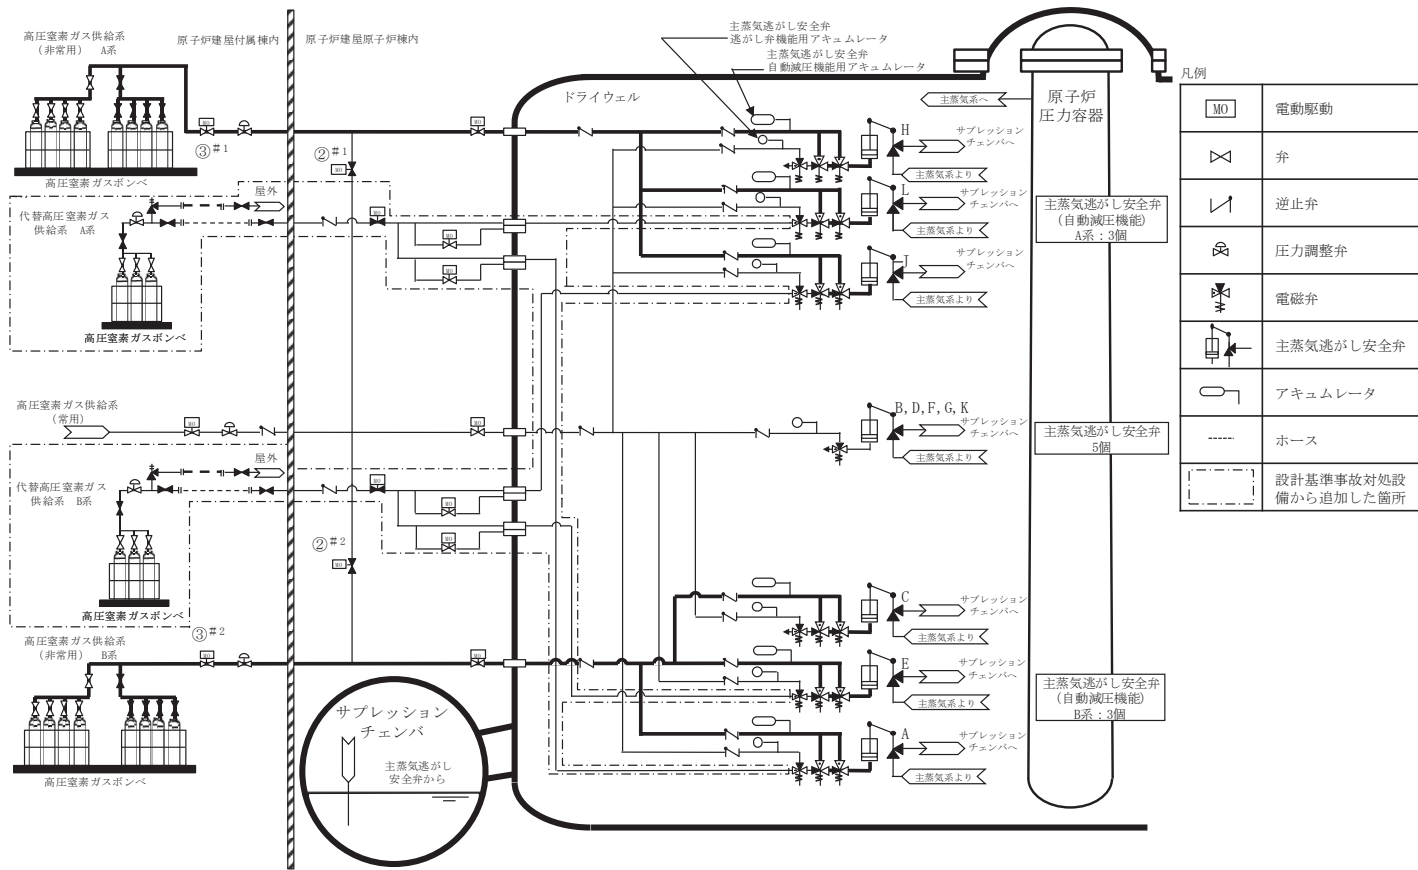 高圧窒素ガス供給系
（非常用）　A系
原子炉建屋付属棟内
原子炉建屋原子炉棟内
主蒸気逃がし安全弁
逃がし弁機能用アキュムレータ
主蒸気逃がし安全弁
自動減圧機能用アキュムレータ
ドライウェル
主蒸気系へ
原子炉
圧力容器
凡例
MO
電動駆動
弁
逆止弁
圧力調整弁
電磁弁
主蒸気逃がし安全弁
アキュムレータ
ホース
設計基準事故対処設
備から追加した箇所
MO
③#1
②#1
MO
MO
高圧窒素ガスボンベ
屋外
代替高圧窒素ガス
供給系　A系
MO
MO
MO
高圧窒素ガスボンベ
H
サプレッション
チェンバへ
主蒸気系より
L
サプレッション
チェンバへ
主蒸気系より
J
サプレッション
チェンバへ
主蒸気系より
主蒸気逃がし安全弁
(自動減圧機能)
A系：3個
高圧窒素ガス供給系
（常用）
MO
MO
B,D,F,G,K
サプレッション
チェンバへ
主蒸気系より
主蒸気逃がし安全弁
5個
屋外
代替高圧窒素ガス
供給系　B系
MO
MO
MO
②#2
MO
高圧窒素ガスボンベ
③#2
高圧窒素ガス供給系
（非常用）　B系
MO
MO
高圧窒素ガスボンベ
C
サプレッション
チェンバへ
主蒸気系より
E
サプレッション
チェンバへ
主蒸気系より
A
サプレッション
チェンバへ
主蒸気系より
主蒸気逃がし安全弁
(自動減圧機能)
B系：3個
サプレッション
チェンバ
主蒸気逃がし
安全弁から